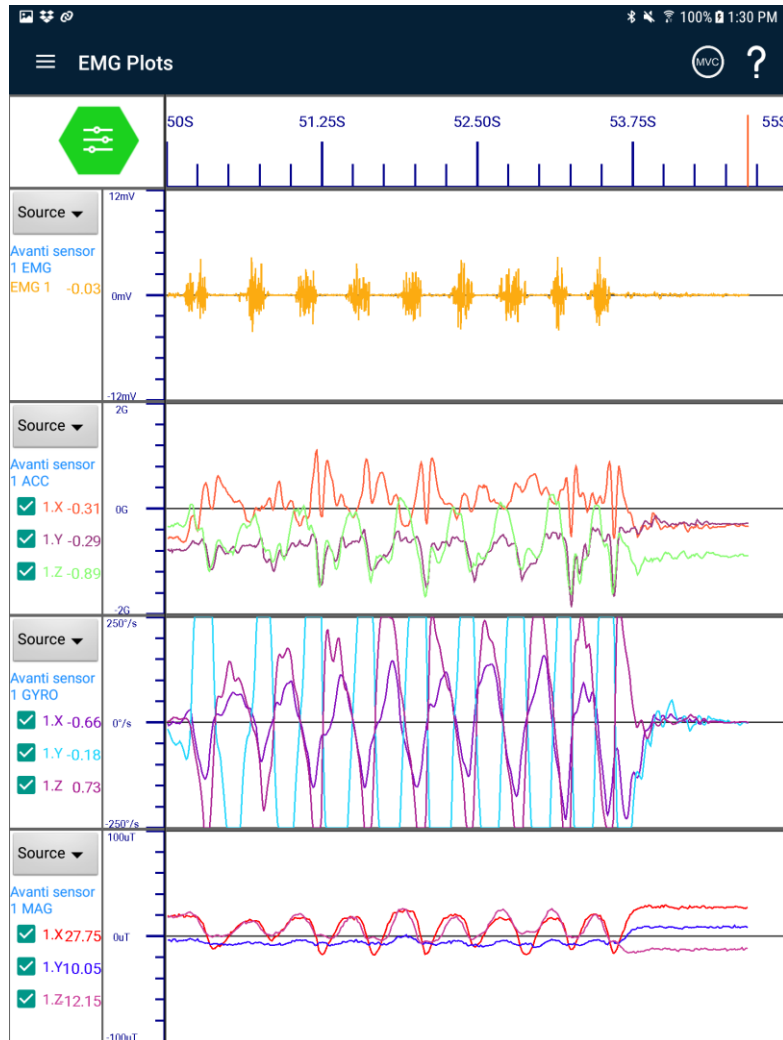 100% 1:30 PM
EMG Plots
MVC
?
50S 51.25S 52.50S 53.75S 55S
Source
12mV
Avanti sensor
1 EMG
EMG 1 -0.03
0mV
-12mV
Source
2G
Avanti sensor
1 ACC
1.X -0.31
0G
1.Y -0.29
1.Z -0.89
-2G
Source
250°/s
Avanti sensor
1 GYRO
1.X -0.66
0°/s
1.Y -0.18
1.Z 0.73
-250°/s
Source
100uT
Avanti sensor
1 MAG
1.X27.75
0uT
1.Y10.05
1.Z-12.15
-100uT